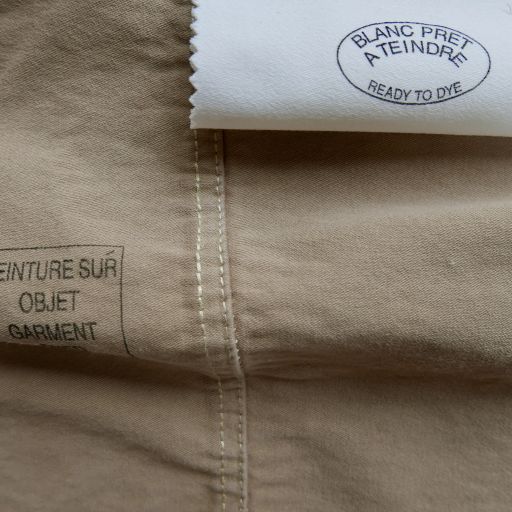 BLANC PRET
A TEINDRE
READY TO DYE
EINTURE SUR
OBJET
GARMENT